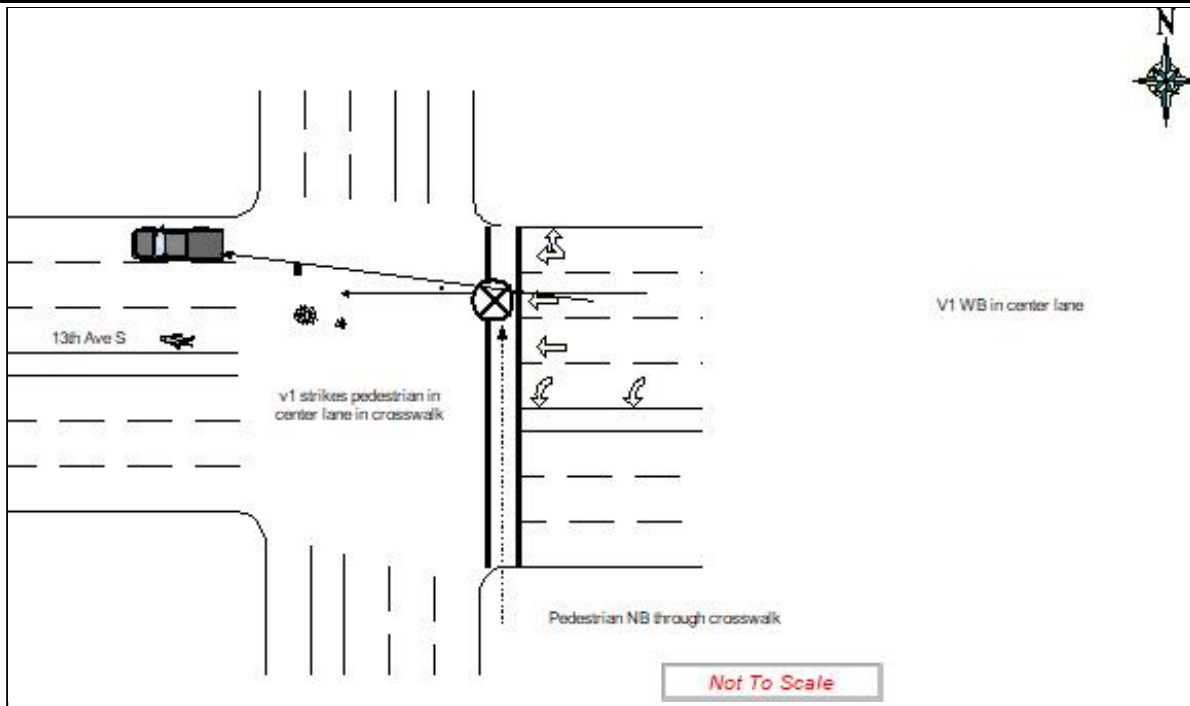 N
V1 WB in center lane
13th Ave S
v1 strikes pedestrian in
center lane in crosswalk
Pedestrian NB through crosswalk
Not To Scale